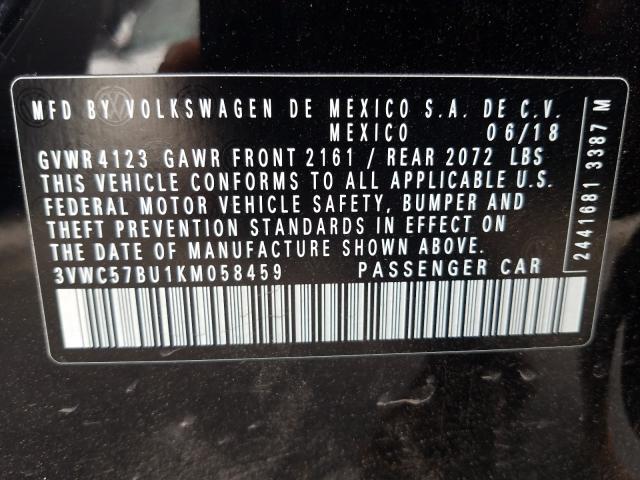 MFD BY VOLKSWAGEN DE MEXICO S.A. DE C.V.
MEXICO 06/18
GVWR 4123 GAWR FRONT 2161 / REAR 2072 LBS
THIS VEHICLE CONFORMS TO ALL APPLICABLE U.S.
FEDERAL MOTOR VEHICLE SAFETY, BUMPER AND
THEFT PREVENTION STANDARDS IN EFFECT ON
THE DATE OF MANUFACTURE SHOWN ABOVE.
3VWC57BU1KM058459 PASSENGER CAR
2441681 3387 M